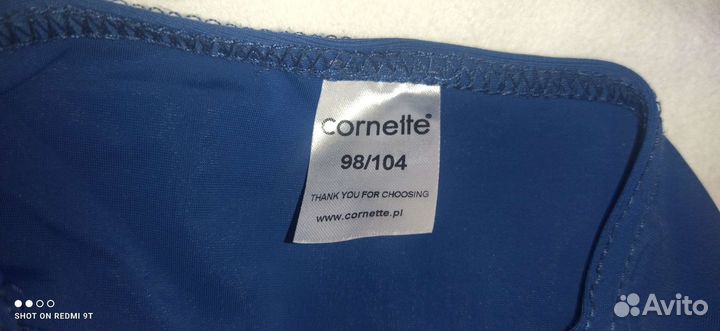 cornette®
98/104
THANK YOU FOR CHOOSING
www.cornette.pl
SHOT ON REDMI 9T
Avito